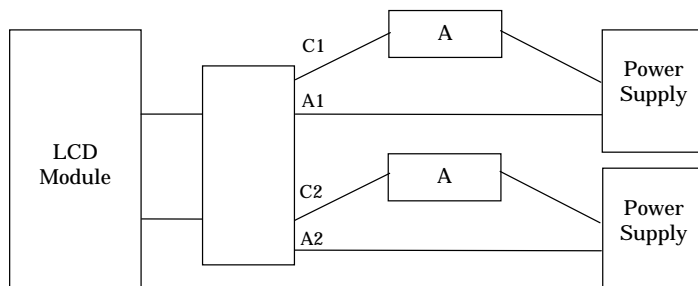 C1
A
Power
Supply
A1
LCD
Module
C2
A
Power
Supply
A2